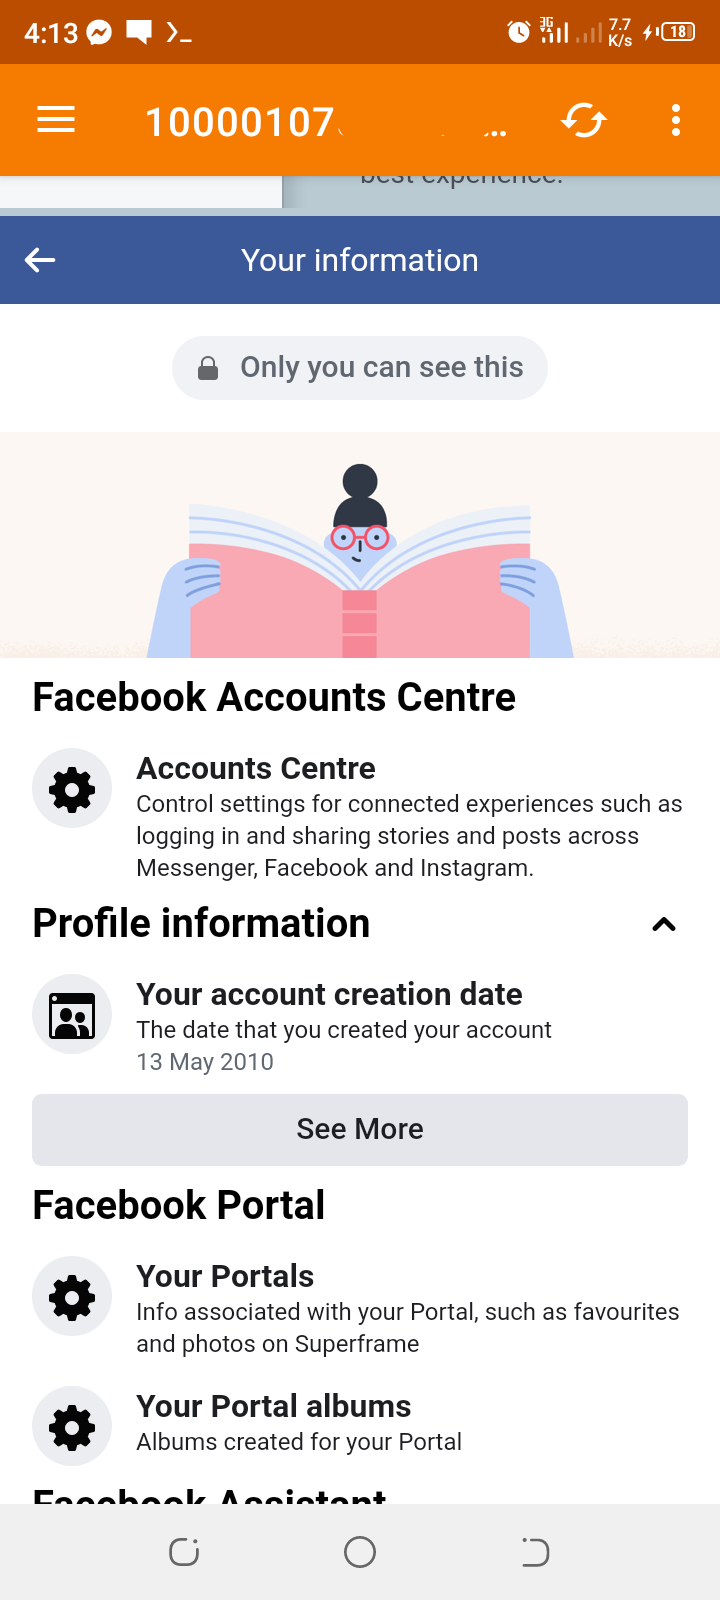 4:13
3G
7.7
K/s
18
10000107
best experience.
Your information
Only you can see this
Facebook Accounts Centre
Accounts Centre
Control settings for connected experiences such as
logging in and sharing stories and posts across
Messenger, Facebook and Instagram.
Profile information
Your account creation date
The date that you created your account
13 May 2010
See More
Facebook Portal
Your Portals
Info associated with your Portal, such as favourites
and photos on Superframe
Your Portal albums
Albums created for your Portal
Facebook Assistant